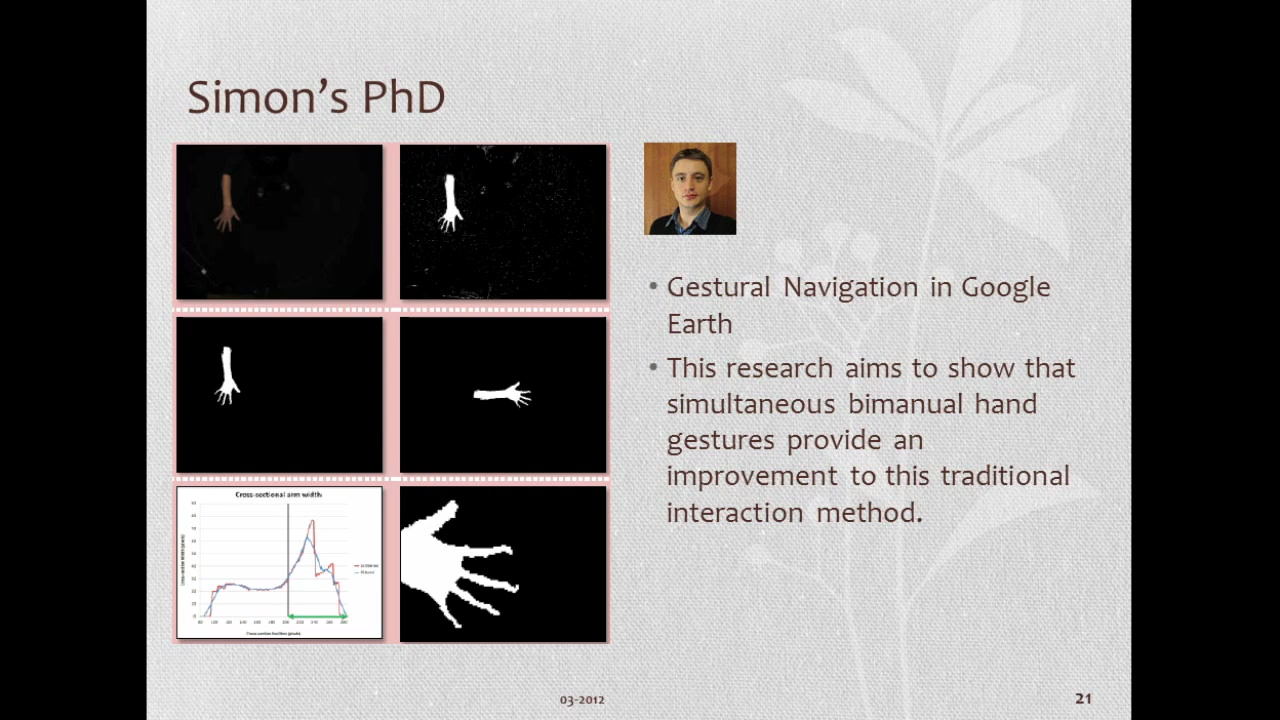 Simon's PhD
• Gestural Navigation in Google
Earth
• This research aims to show that
simultaneous bimanual hand
gestures provide an
improvement to this traditional
interaction method.
Cross-sectional arm width
03-2012
21